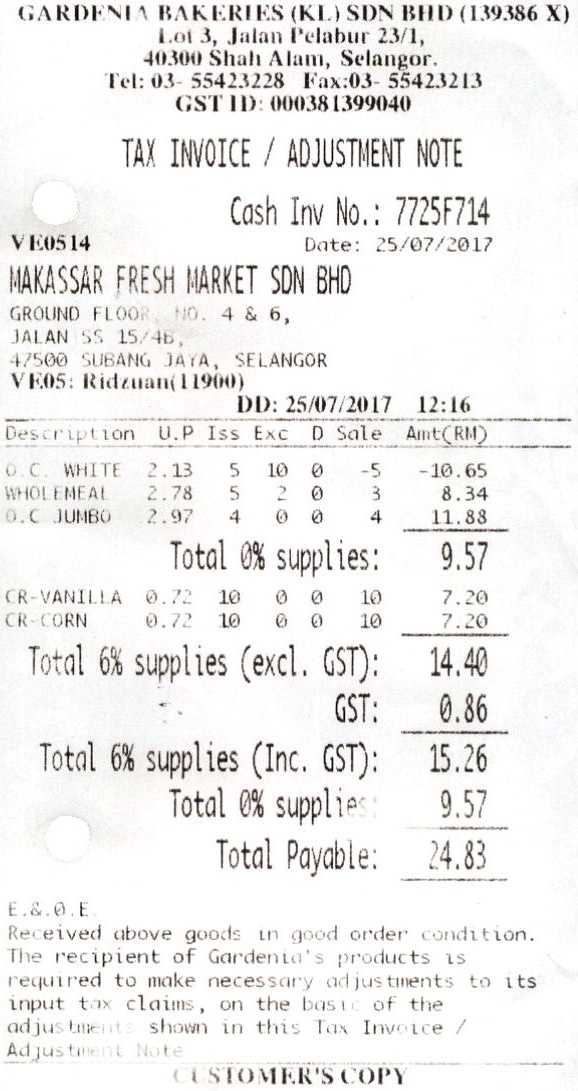 GARDENIA BAKERIES (KL) SDN BHD (139386 X)
Lot 3, Jalan Pelabur 23/1,
40300 Shah Alam, Selangor.
Tel: 03- 55423228 Fax:03- 55423213
GST ID: 000381399040
TAX INVOICE / ADJUSTMENT NOTE
Cash Inv No.: 7725F714
VE0514 Date: 25/07/2017
MAKASSAR FRESH MARKET SDN BHD
GROUND FLOOR, NO. 4 & 6,
JALAN SS 15/4B,
47500 SUBANG JAYA, SELANGOR
VE05: Ridzuan(11900)
DD: 25/07/2017 12:16
Description U.P Iss Exc D Sale Amt(RM)
O.C. WHITE 2.13 5 10 0 -5 -10.65
WHOLEMEAL 2.78 5 2 0 3 8.34
O.C JUMBO 2.97 4 0 0 4 11.88
Total 0% supplies: 9.57
CR-VANILLA 0.72 10 0 0 10 7.20
CR-CORN 0.72 10 0 0 10 7.20
Total 6% supplies (excl. GST): 14.40
GST: 0.86
Total 6% supplies (Inc. GST): 15.26
Total 0% supplies: 9.57
Total Payable: 24.83
E.&.O.E.
Received above goods in good order condition.
The recipient of Gardenia's products is
required to make necessary adjustments to its
input tax claims, on the basic of the
adjustments shown in this Tax Invoice /
Adjustment Note
CUSTOMER'S COPY